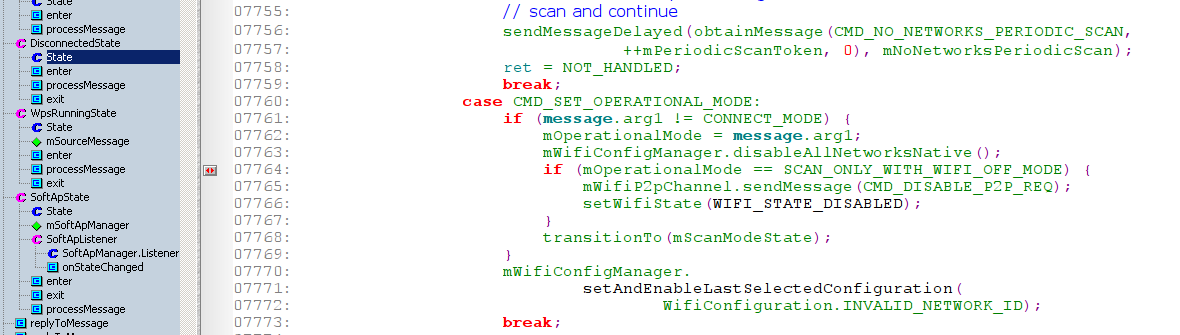 State
enter
processMessage
DisconnectedState
State
enter
processMessage
exit
WpsRunningState
State
mSourceMessage
enter
processMessage
exit
SoftApState
State
mSoftApManager
SoftApListener
SoftApManager.Listener
onStateChanged
enter
exit
processMessage
replyToMessage
07755: // scan and continue
07756: sendMessageDelayed(obtainMessage(CMD_NO_NETWORKS_PERIODIC_SCAN,
07757: ++mPeriodicScanToken, 0), mNoNetworksPeriodicScan);
07758: ret = NOT_HANDLED;
07759: break;
07760: case CMD_SET_OPERATIONAL_MODE:
07761: if (message.arg1 != CONNECT_MODE) {
07762: mOperationalMode = message.arg1;
07763: mWifiConfigManager.disableAllNetworksNative();
07764: if (mOperationalMode == SCAN_ONLY_WITH_WIFI_OFF_MODE) {
07765: mWifiP2pChannel.sendMessage(CMD_DISABLE_P2P_REQ);
07766: setWifiState(WIFI_STATE_DISABLED);
07767: }
07768: transitionTo(mScanModeState);
07769: }
07770: mWifiConfigManager.
07771: setAndEnableLastSelectedConfiguration(
07772: WifiConfiguration.INVALID_NETWORK_ID);
07773: break;